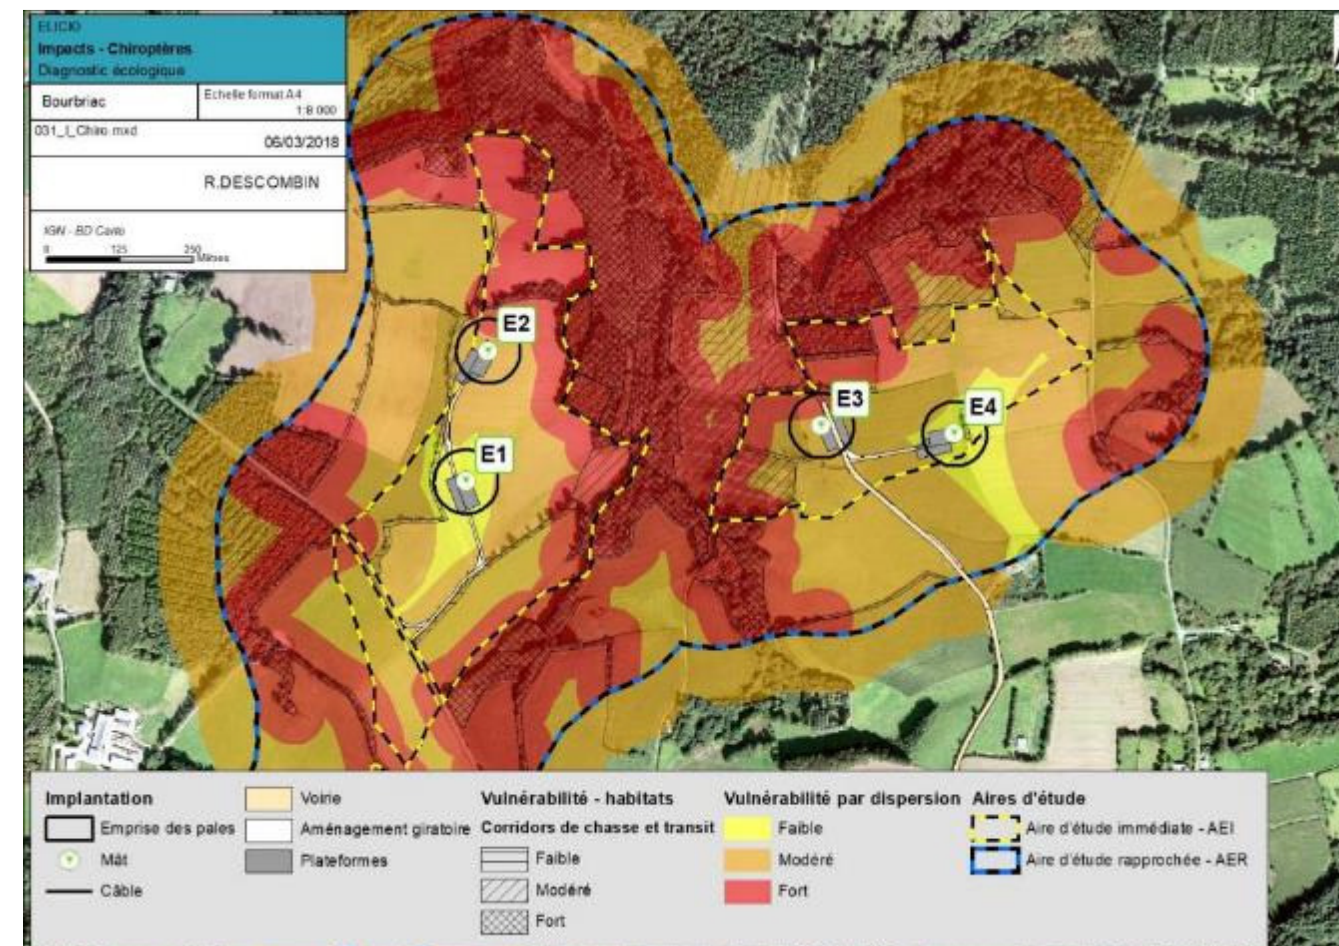 ELICIO
Impacts - Chiroptères
Diagnostic écologique
Bourbriac
Echelle format A4
1:8 000
031_I_Chiro mxd
06/03/2018
R.DESCOMBIN
IGN - BD Carto
0 125 250
Mètres
E2
E1
E3
E4
Implantation
Emprise des pales
Mât
Câble
Voirie
Aménagement giratoire
Plateformes
Vulnérabilité - habitats
Corridors de chasse et transit
Faible
Modéré
Fort
Vulnérabilité par dispersion
Faible
Modéré
Fort
Aires d'étude
Aire d'étude immédiate - AEI
Aire d'étude rapprochée - AER